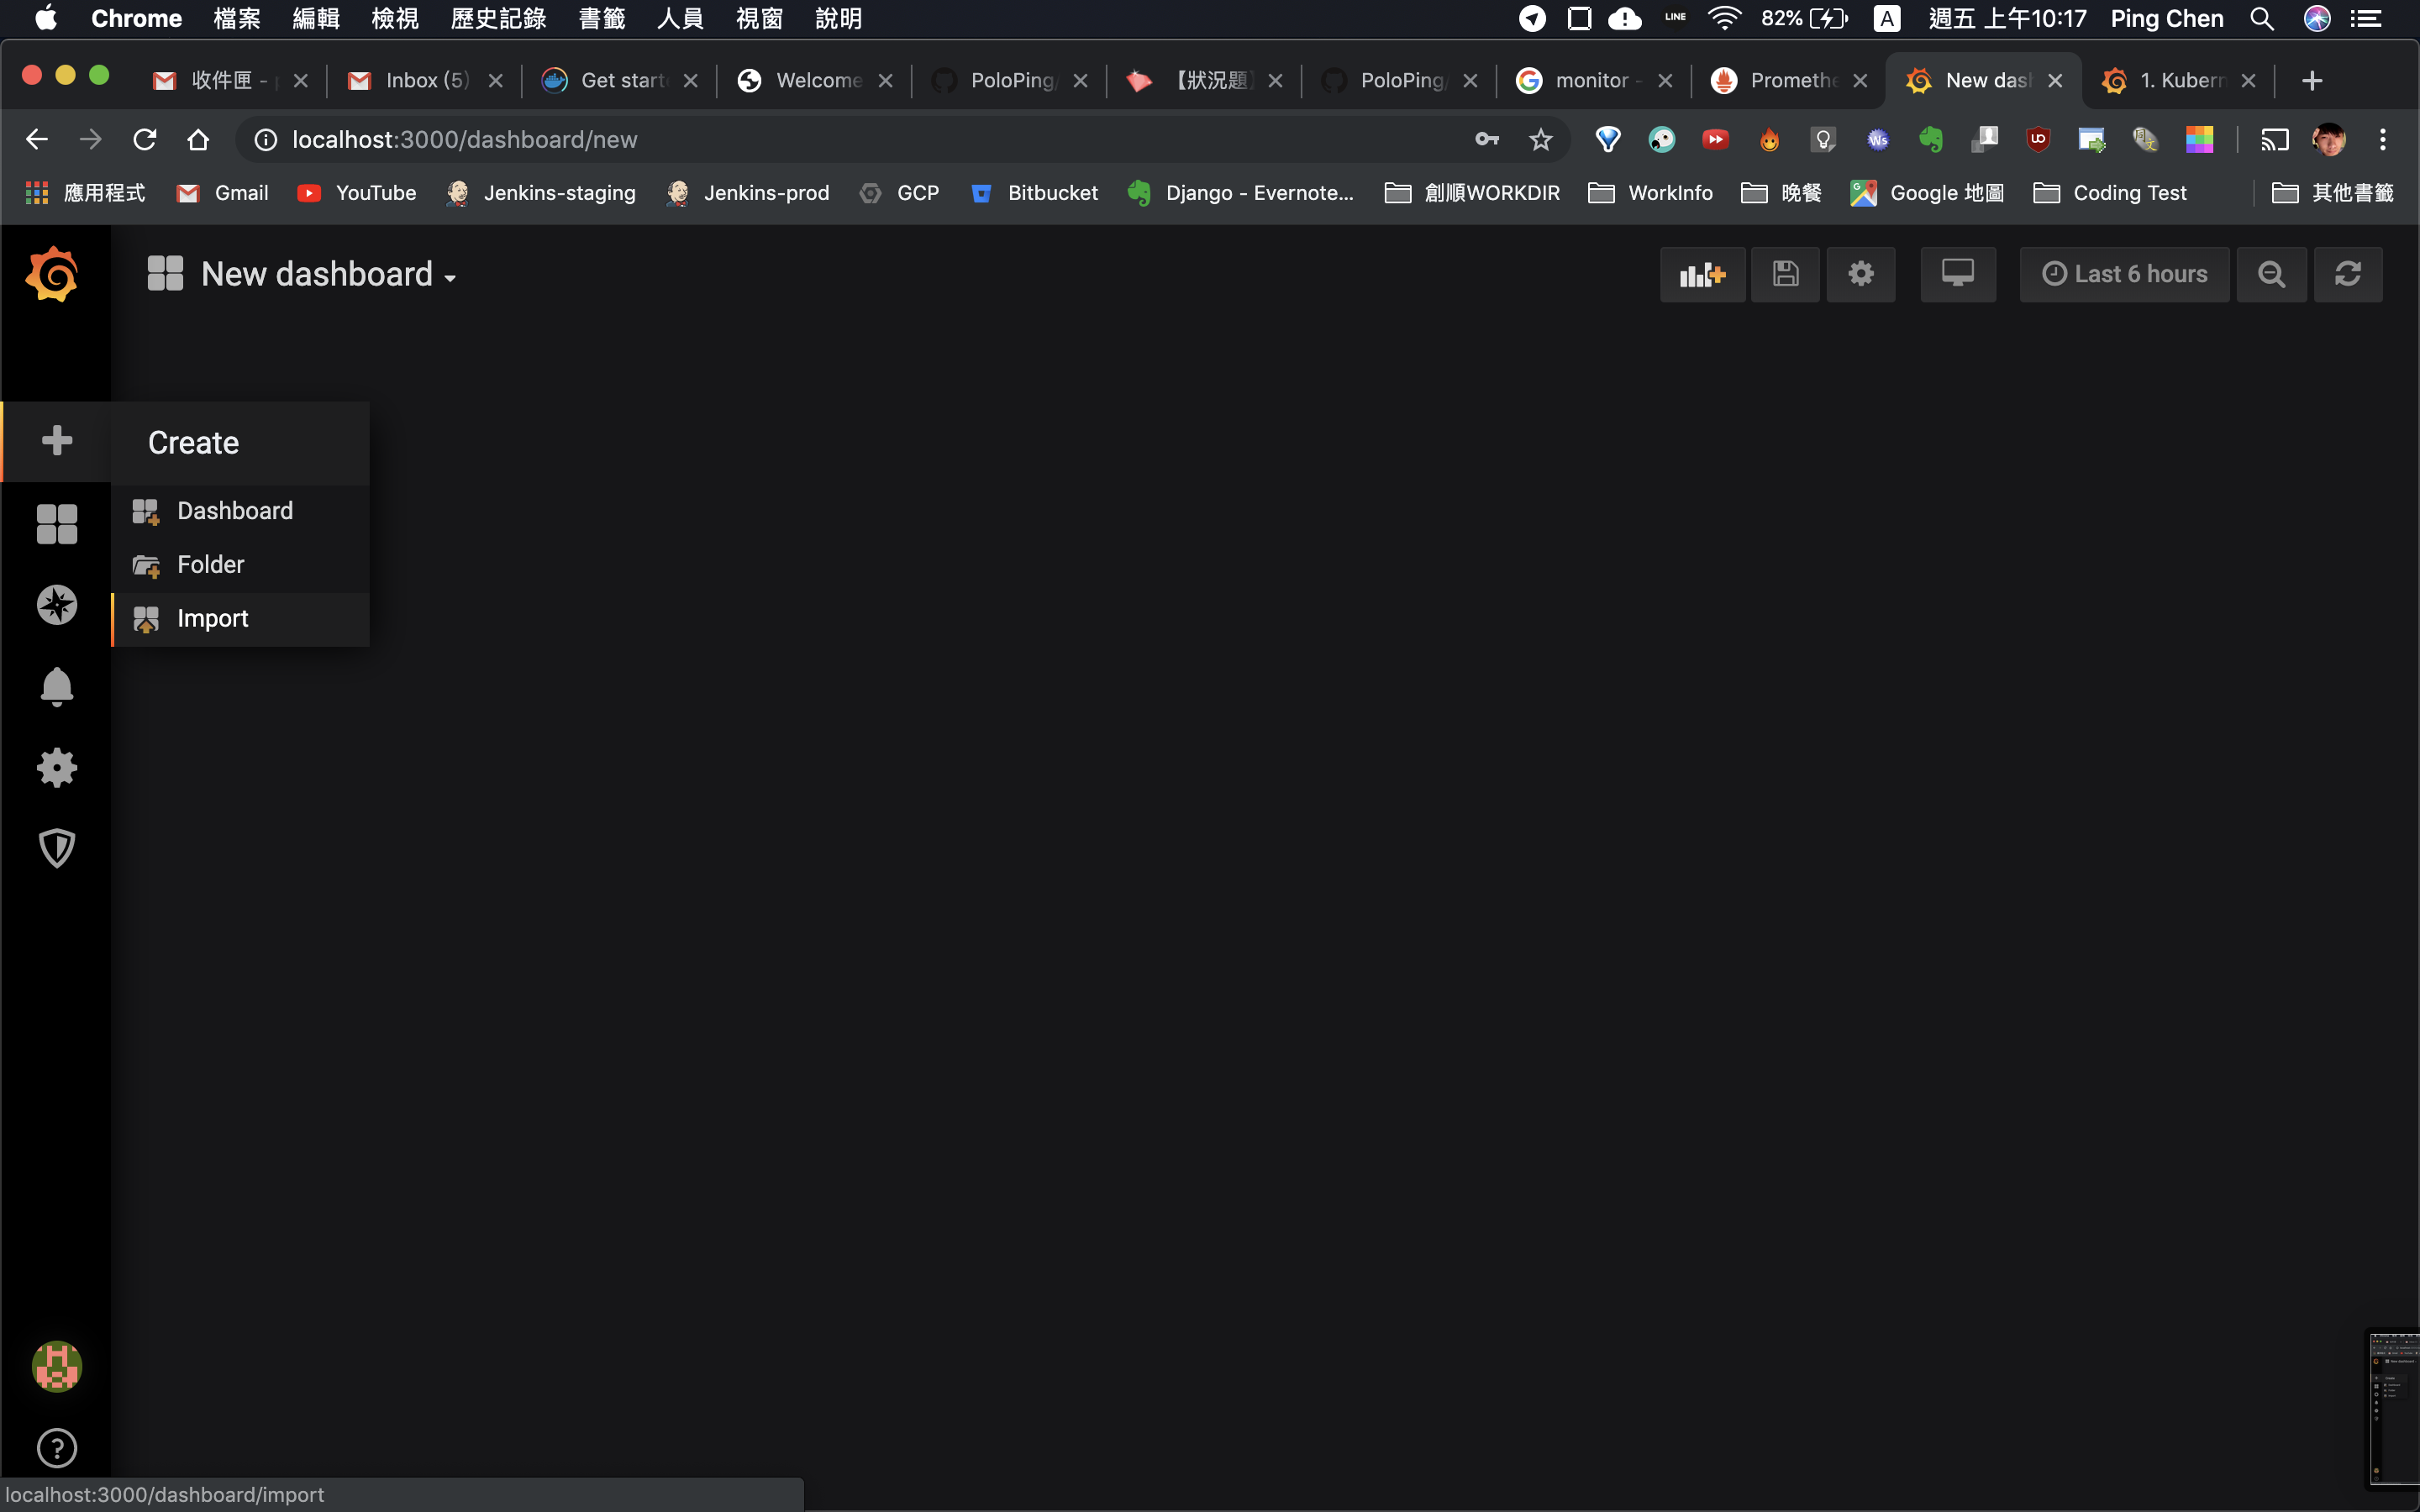 Chrome 檔案 編輯 檢視 歷史記錄 書籤 人員 視窗 說明 LINE 82% A 週五 上午10:17 Ping Chen
收件匣 - Inbox (5) Get start Welcome PoloPing/ 【狀況題】 PoloPing/ monitor - Promethe New dash 1. Kubern
localhost:3000/dashboard/new
應用程式 Gmail YouTube Jenkins-staging Jenkins-prod GCP Bitbucket Django - Evernote... 創順WORKDIR WorkInfo 晚餐 Google 地圖 Coding Test 其他書籤
New dashboard Last 6 hours
Create
Dashboard
Folder
Import
localhost:3000/dashboard/import